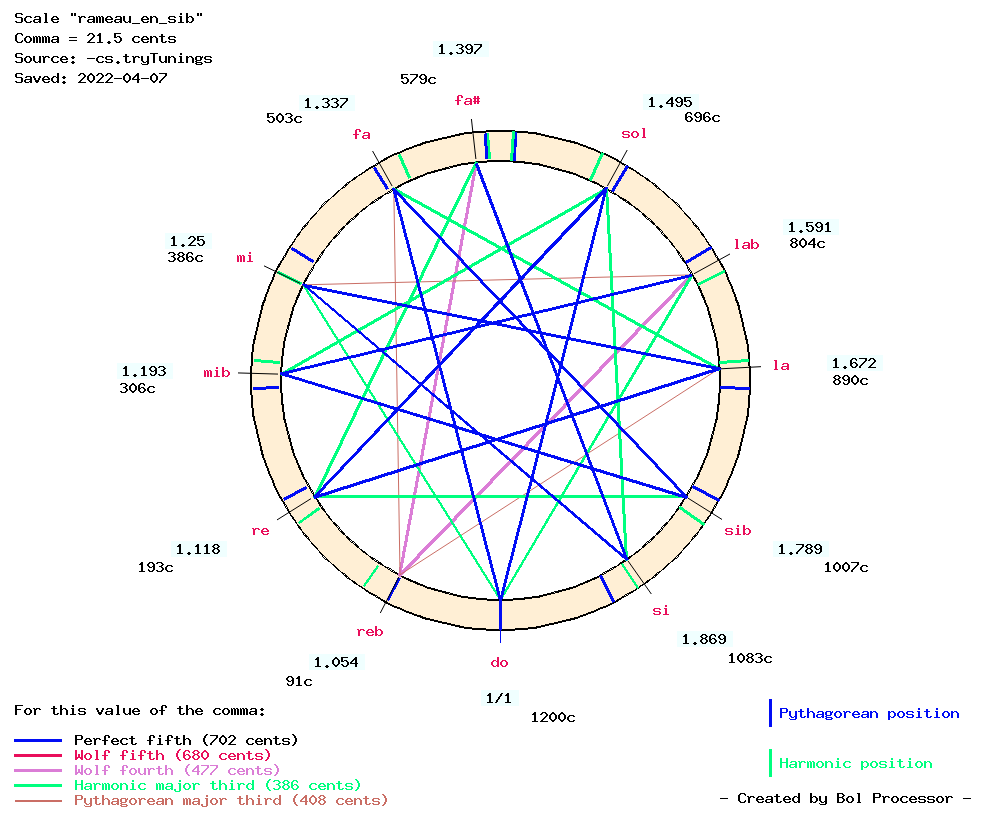 Scale "rameau_en_sib"
Comma = 21.5 cents
Source: -cs.tryTunings
Saved: 2022-04-07
1.397
579c
fa#
1.337
503c
fa
1.495
696c
sol
1.25
386c
mi
1.591
804c
lab
1.193
306c
mib
1.672
890c
la
re
1.118
193c
sib
1.789
1007c
reb
1.054
91c
si
1.869
1083c
do
1/1
1200c
For this value of the comma:
Perfect fifth (702 cents)
Wolf fifth (680 cents)
Wolf fourth (477 cents)
Harmonic major third (386 cents)
Pythagorean major third (408 cents)
Pythagorean position
Harmonic position
- Created by Bol Processor -